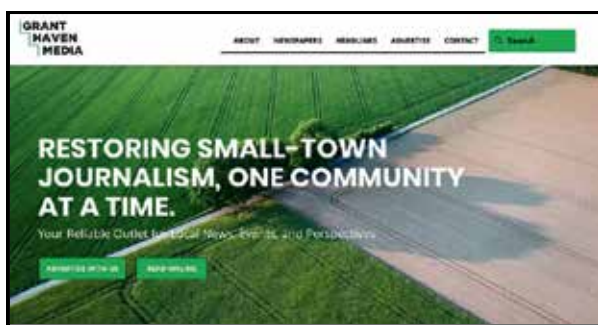 GRANT
HAVEN
MEDIA
ABOUT NEWSPAPERS HEADLINES ADVERTISE CONTACT Search
RESTORING SMALL-TOWN
JOURNALISM, ONE COMMUNITY
AT A TIME.
Your Reliable Outlet for Local News, Events, and Perspectives
ADVERTISE WITH US READ ONLINE